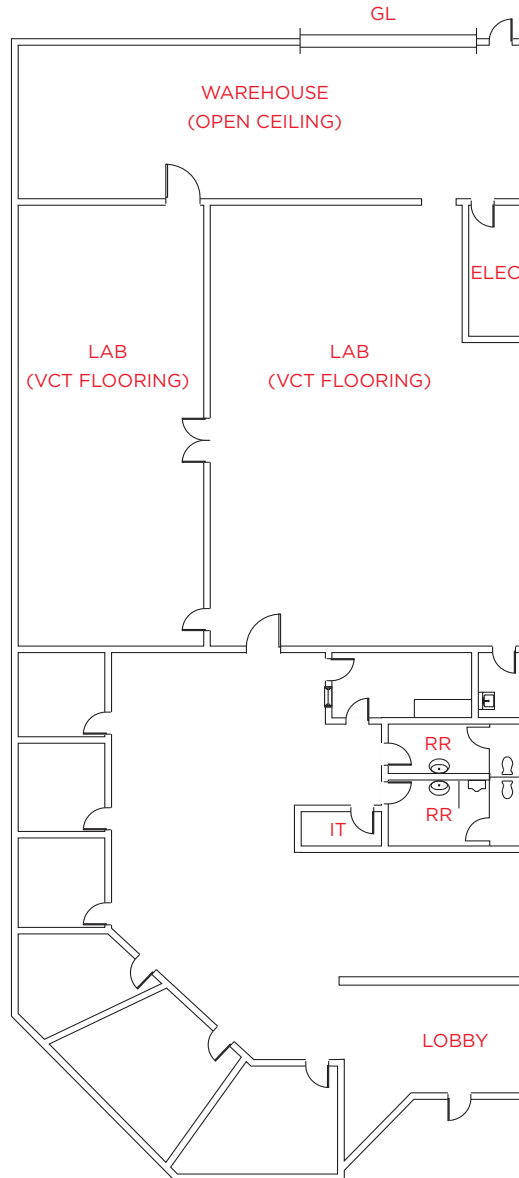 GL
WAREHOUSE
(OPEN CEILING)
ELEC
LAB
(VCT FLOORING)
LAB
(VCT FLOORING)
RR
RR
IT
LOBBY